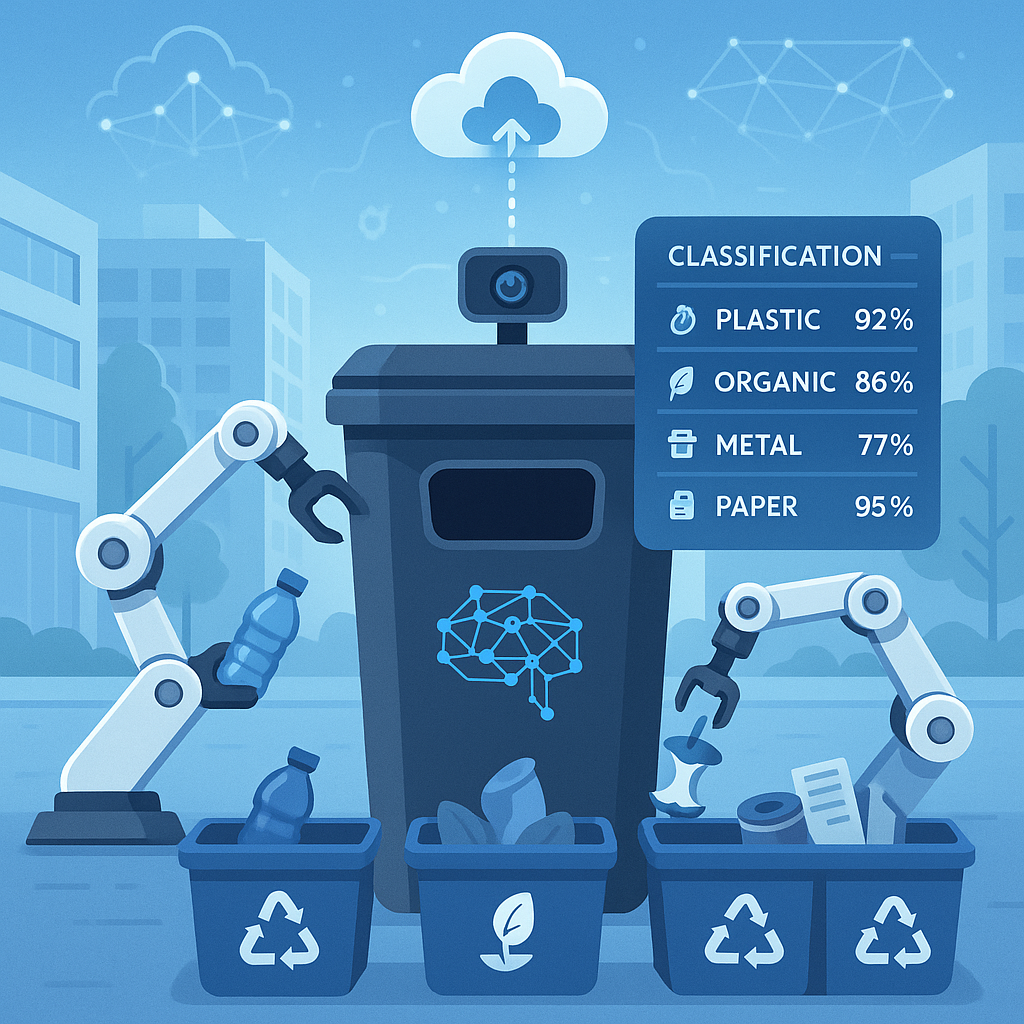 CLASSIFICATION
PLASTIC 92%
ORGANIC 86%
METAL 77%
PAPER 95%